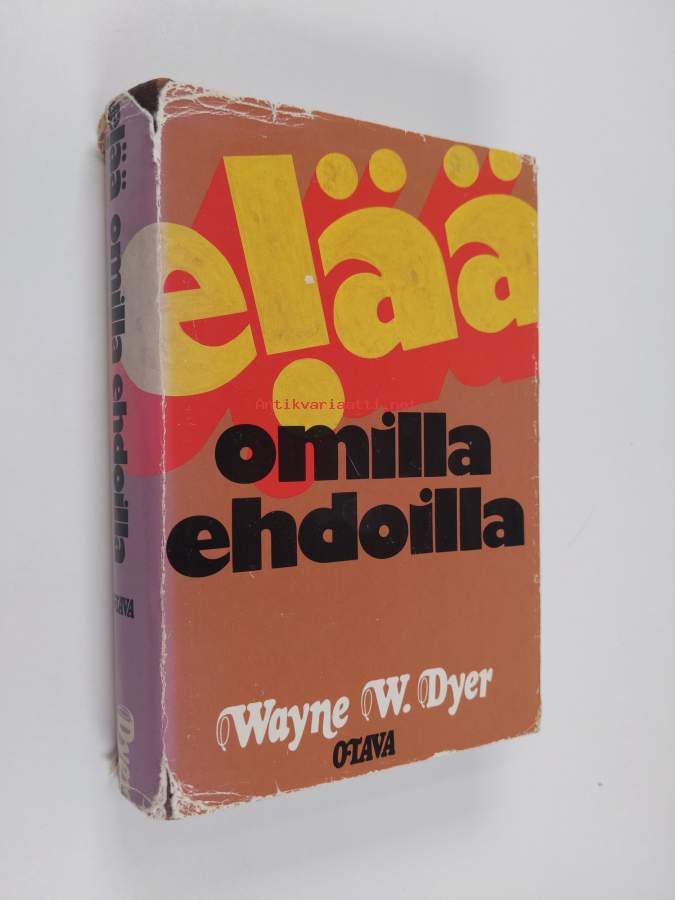 elää
omilla
ehdoilla
Wayne W. Dyer
OTAVA
elää omilla ehdoilla
OTAVA
Dyer
Antikvariaatti.net